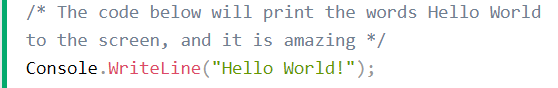 /* The code below will print the words Hello World
to the screen, and it is amazing */
Console.WriteLine("Hello World!");